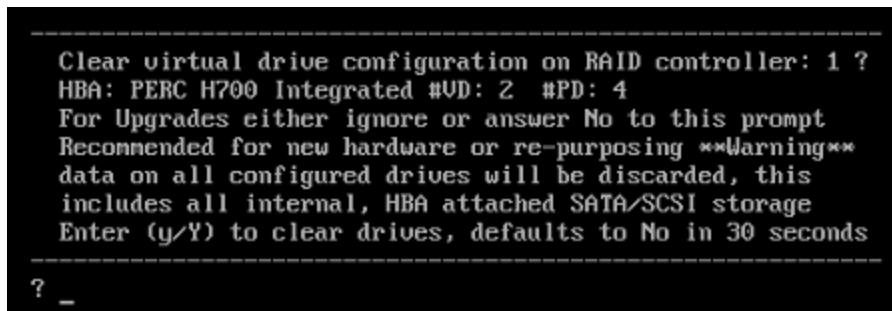 Clear virtual drive configuration on RAID controller: 1 ?
HBA: PERC H700 Integrated #VD: 2 #PD: 4
For Upgrades either ignore or answer No to this prompt
Recommended for new hardware or re-purposing **Warning**
data on all configured drives will be discarded, this
includes all internal, HBA attached SATA/SCSI storage
Enter (y/Y) to clear drives, defaults to No in 30 seconds
? _